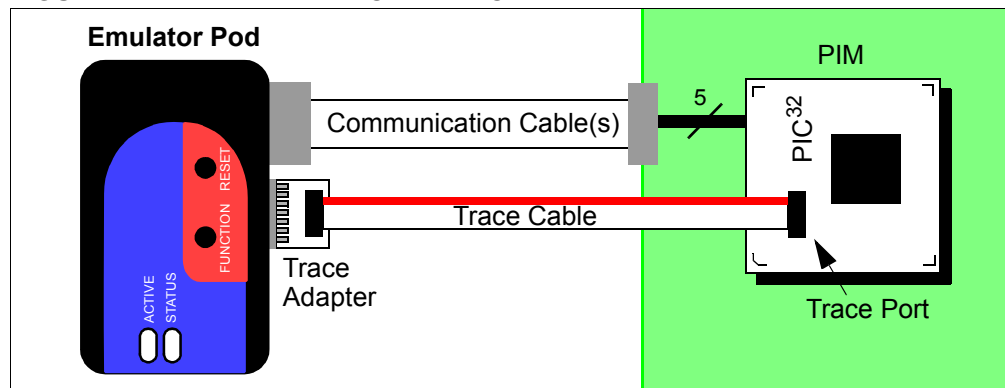 Emulator Pod
PIM
Communication Cable(s)
5
PIC32
RESET
FUNCTION
Trace Cable
Trace
Adapter
ACTIVE
STATUS
Trace Port